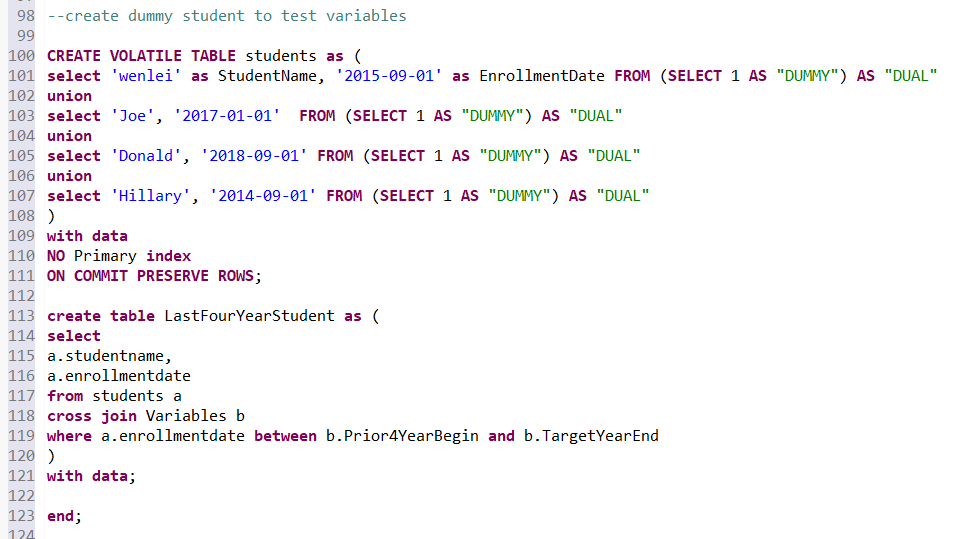 98 --create dummy student to test variables
99
100 CREATE VOLATILE TABLE students as (
101 select 'wenlei' as StudentName, '2015-09-01' as EnrollmentDate FROM (SELECT 1 AS "DUMMY") AS "DUAL"
102 union
103 select 'Joe', '2017-01-01'  FROM (SELECT 1 AS "DUMMY") AS "DUAL"
104 union
105 select 'Donald', '2018-09-01' FROM (SELECT 1 AS "DUMMY") AS "DUAL"
106 union
107 select 'Hillary', '2014-09-01' FROM (SELECT 1 AS "DUMMY") AS "DUAL"
108 )
109 with data
110 NO Primary index
111 ON COMMIT PRESERVE ROWS;
112
113 create table LastFourYearStudent as (
114 select
115 a.studentname,
116 a.enrollmentdate
117 from students a
118 cross join Variables b
119 where a.enrollmentdate between b.Prior4YearBegin and b.TargetYearEnd
120 )
121 with data;
122
123 end;
124